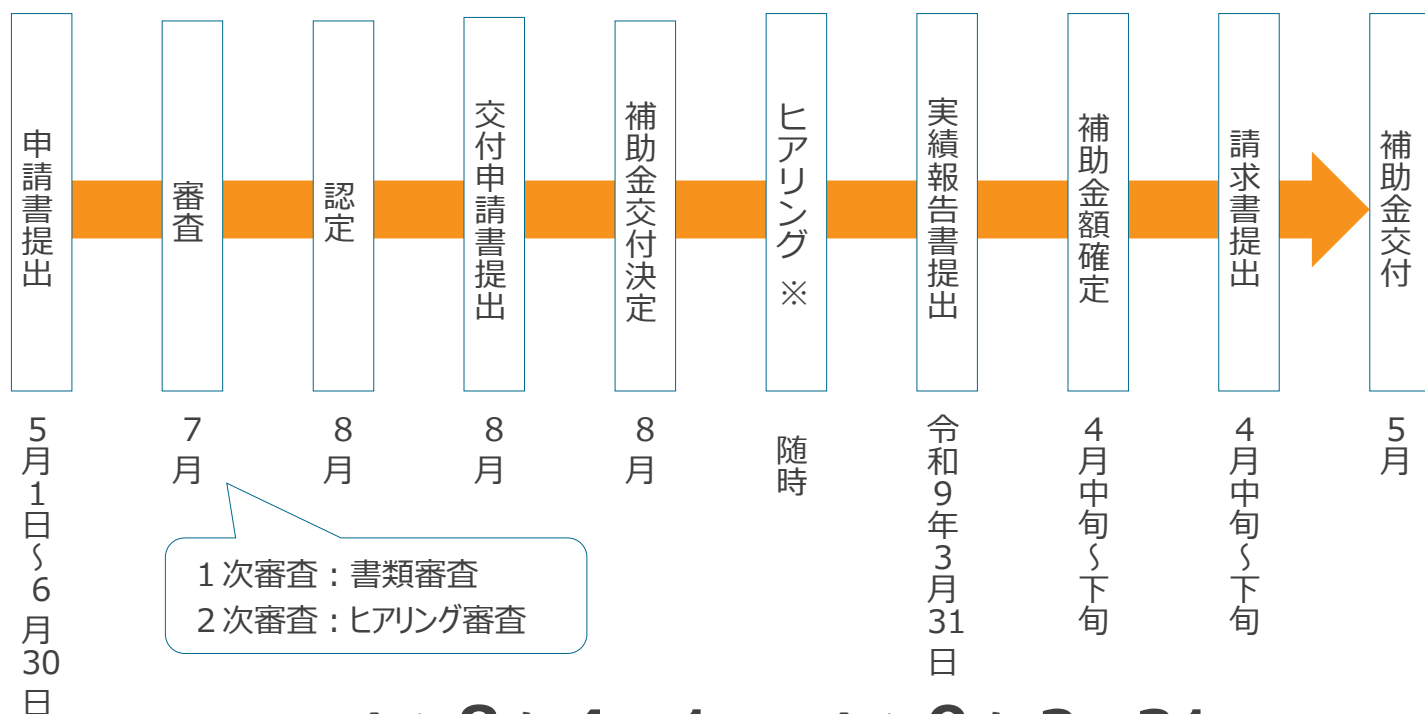 申請書提出
審査
認定
交付申請書提出
補助金交付決定
ヒアリング ※
実績報告書提出
補助金額確定
請求書提出
補助金交付
5月1日~6月30日
7月
8月
8月
8月
随時
令和9年3月31日
4月中旬~下旬
4月中旬~下旬
5月
1次審査:書類審査
2次審査:ヒアリング審査